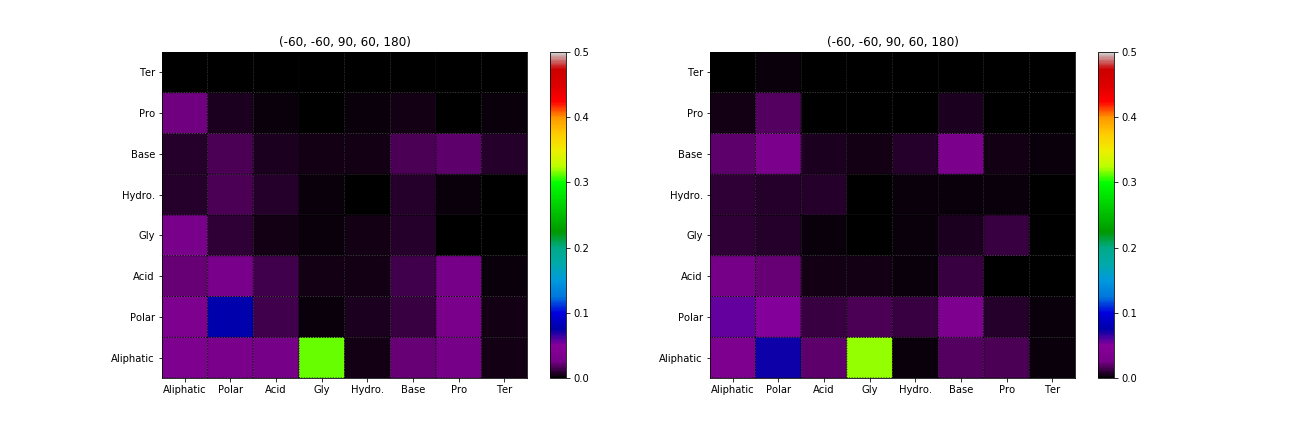 (-60, -60, 90, 60, 180)
Ter
Pro
Base
Hydro.
Gly
Acid
Polar
Aliphatic
Aliphatic Polar Acid Gly Hydro. Base Pro Ter
0.5
0.4
0.3
0.2
0.1
0.0
(-60, -60, 90, 60, 180)
Ter
Pro
Base
Hydro.
Gly
Acid
Polar
Aliphatic
Aliphatic Polar Acid Gly Hydro. Base Pro Ter
0.5
0.4
0.3
0.2
0.1
0.0